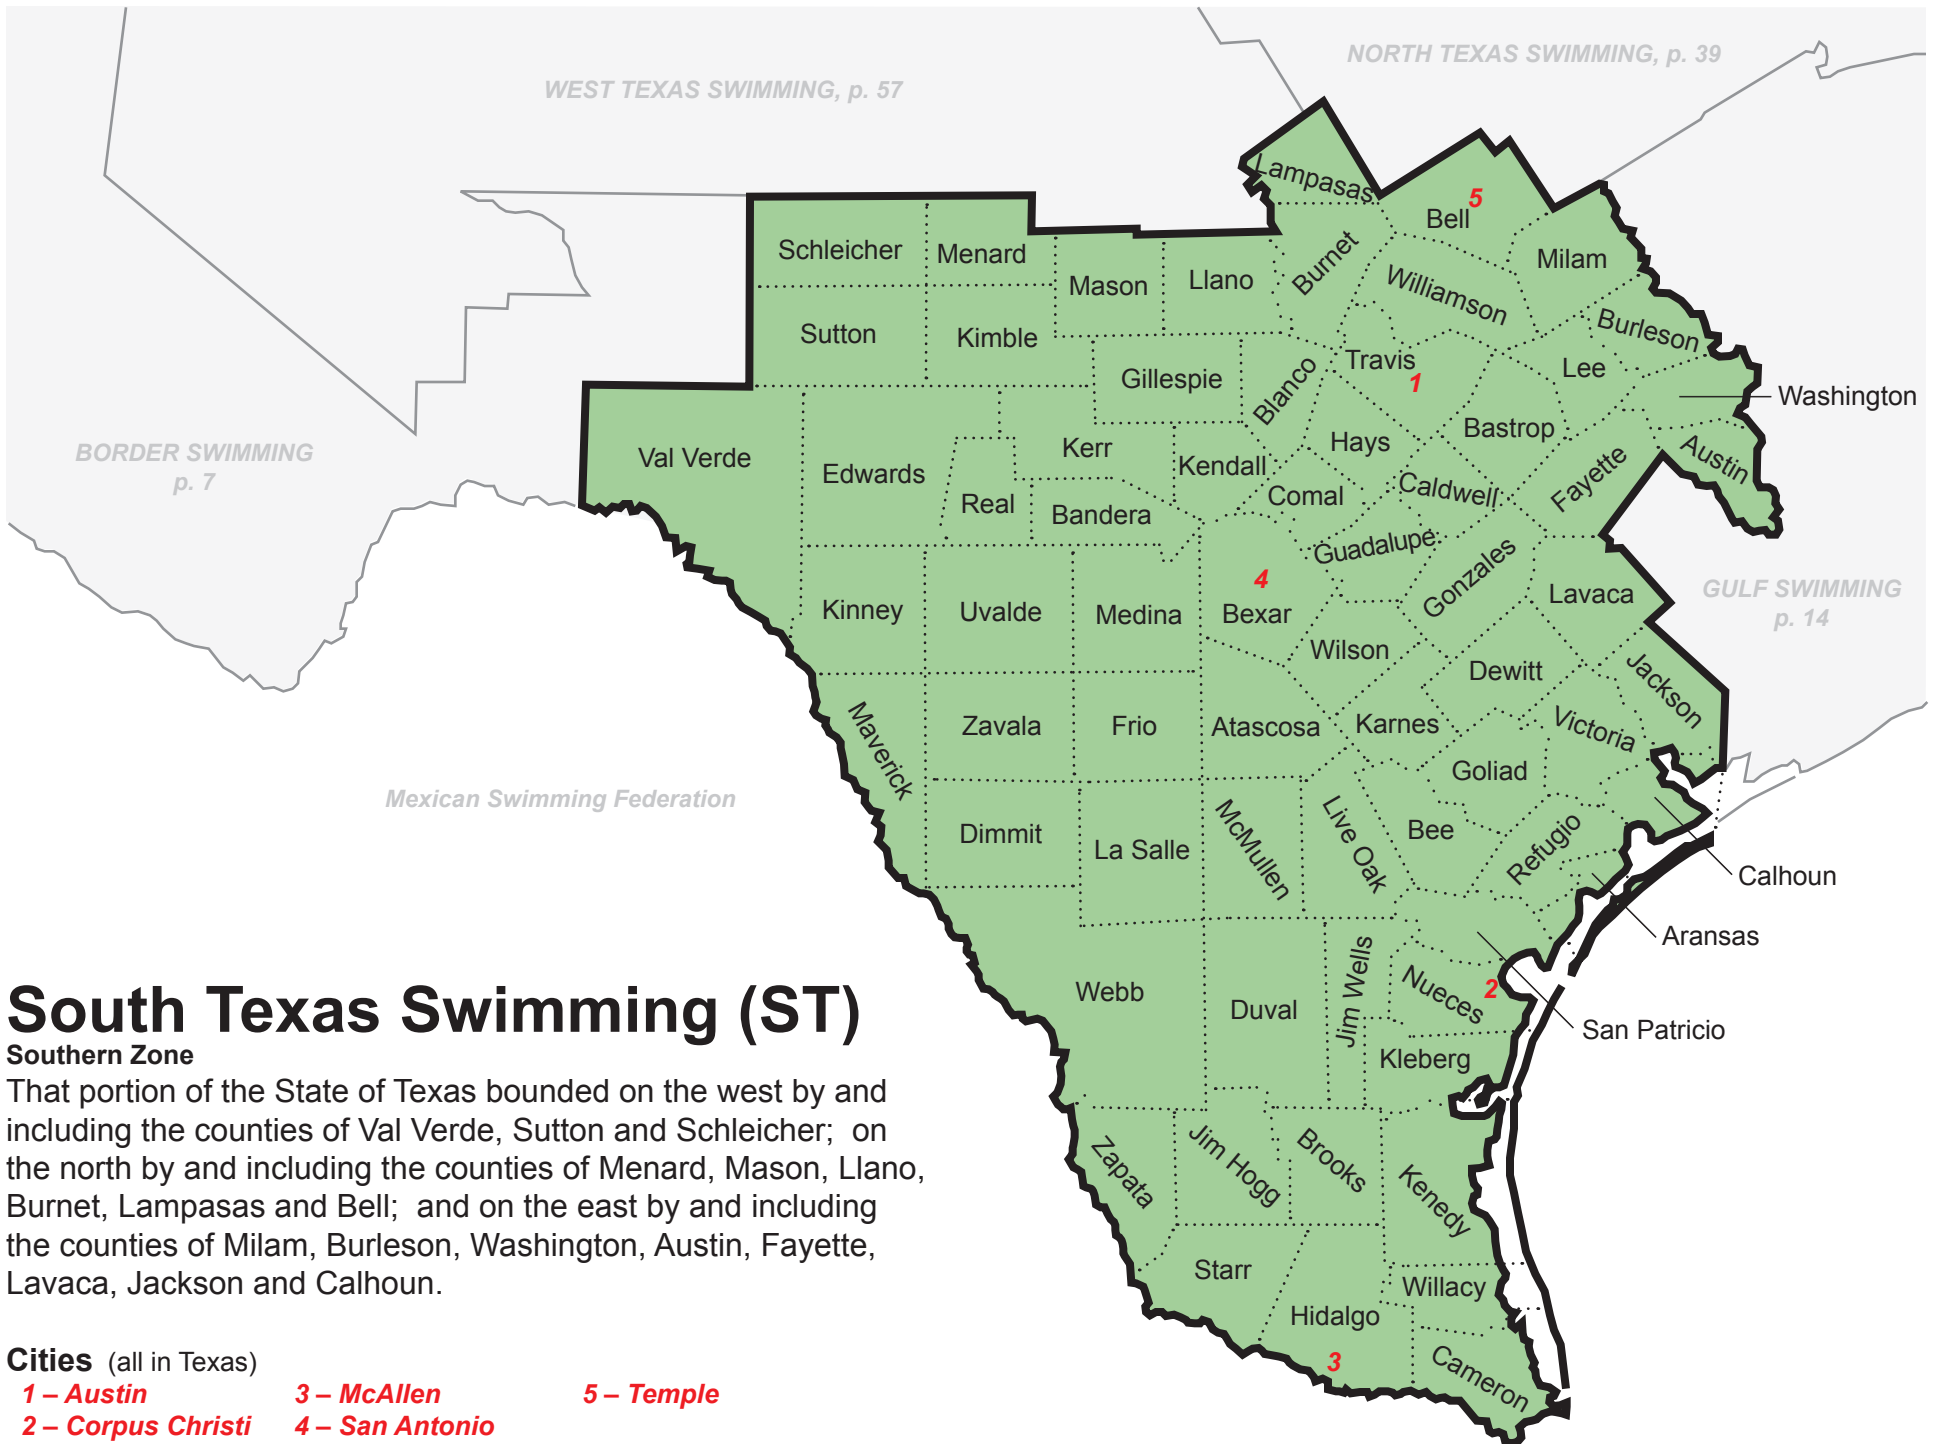 NORTH TEXAS SWIMMING, p. 39
WEST TEXAS SWIMMING, p. 57
Lampasas
5
Bell
Schleicher
Menard
Mason
Llano
Burnet
Williamson
Milam
Sutton
Kimble
Gillespie
Blanco
Travis
1
Lee
Burleson
Washington
BORDER SWIMMING
p. 7
Val Verde
Edwards
Real
Kerr
Bandera
Kendall
Comal
Hays
Caldwell
Bastrop
Fayette
Austin
Guadalupe
Gonzales
Lavaca
GULF SWIMMING
p. 14
Kinney
Uvalde
Medina
4
Bexar
Wilson
Dewitt
Jackson
Maverick
Zavala
Frio
Atascosa
Karnes
Victoria
Goliad
Mexican Swimming Federation
Dimmit
La Salle
McMullen
Live Oak
Bee
Refugio
Calhoun
Aransas
San Patricio
Webb
Duval
Jim Wells
Nueces
2
Kleberg
South Texas Swimming (ST)
Southern Zone
That portion of the State of Texas bounded on the west by and
including the counties of Val Verde, Sutton and Schleicher;  on
the north by and including the counties of Menard, Mason, Llano,
Burnet, Lampasas and Bell;  and on the east by and including
the counties of Milam, Burleson, Washington, Austin, Fayette,
Lavaca, Jackson and Calhoun.
Zapata
Jim Hogg
Brooks
Kenedy
Starr
Hidalgo
3
Willacy
Cameron
Cities (all in Texas)
1 – Austin
3 – McAllen
5 – Temple
2 – Corpus Christi
4 – San Antonio